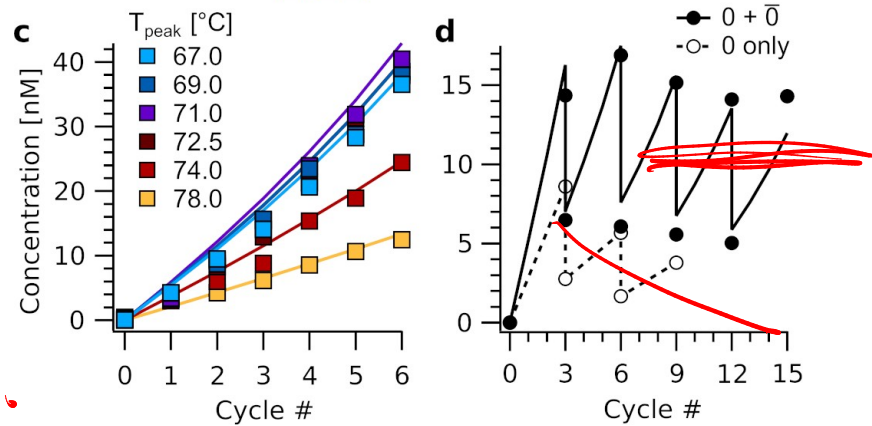 c
T_peak [°C]
67.0
69.0
71.0
72.5
74.0
78.0
40
30
20
10
0
Concentration [nM]
0 1 2 3 4 5 6
Cycle #
d
0 + 0̅
0 only
15
10
5
0
0 3 6 9 12 15
Cycle #